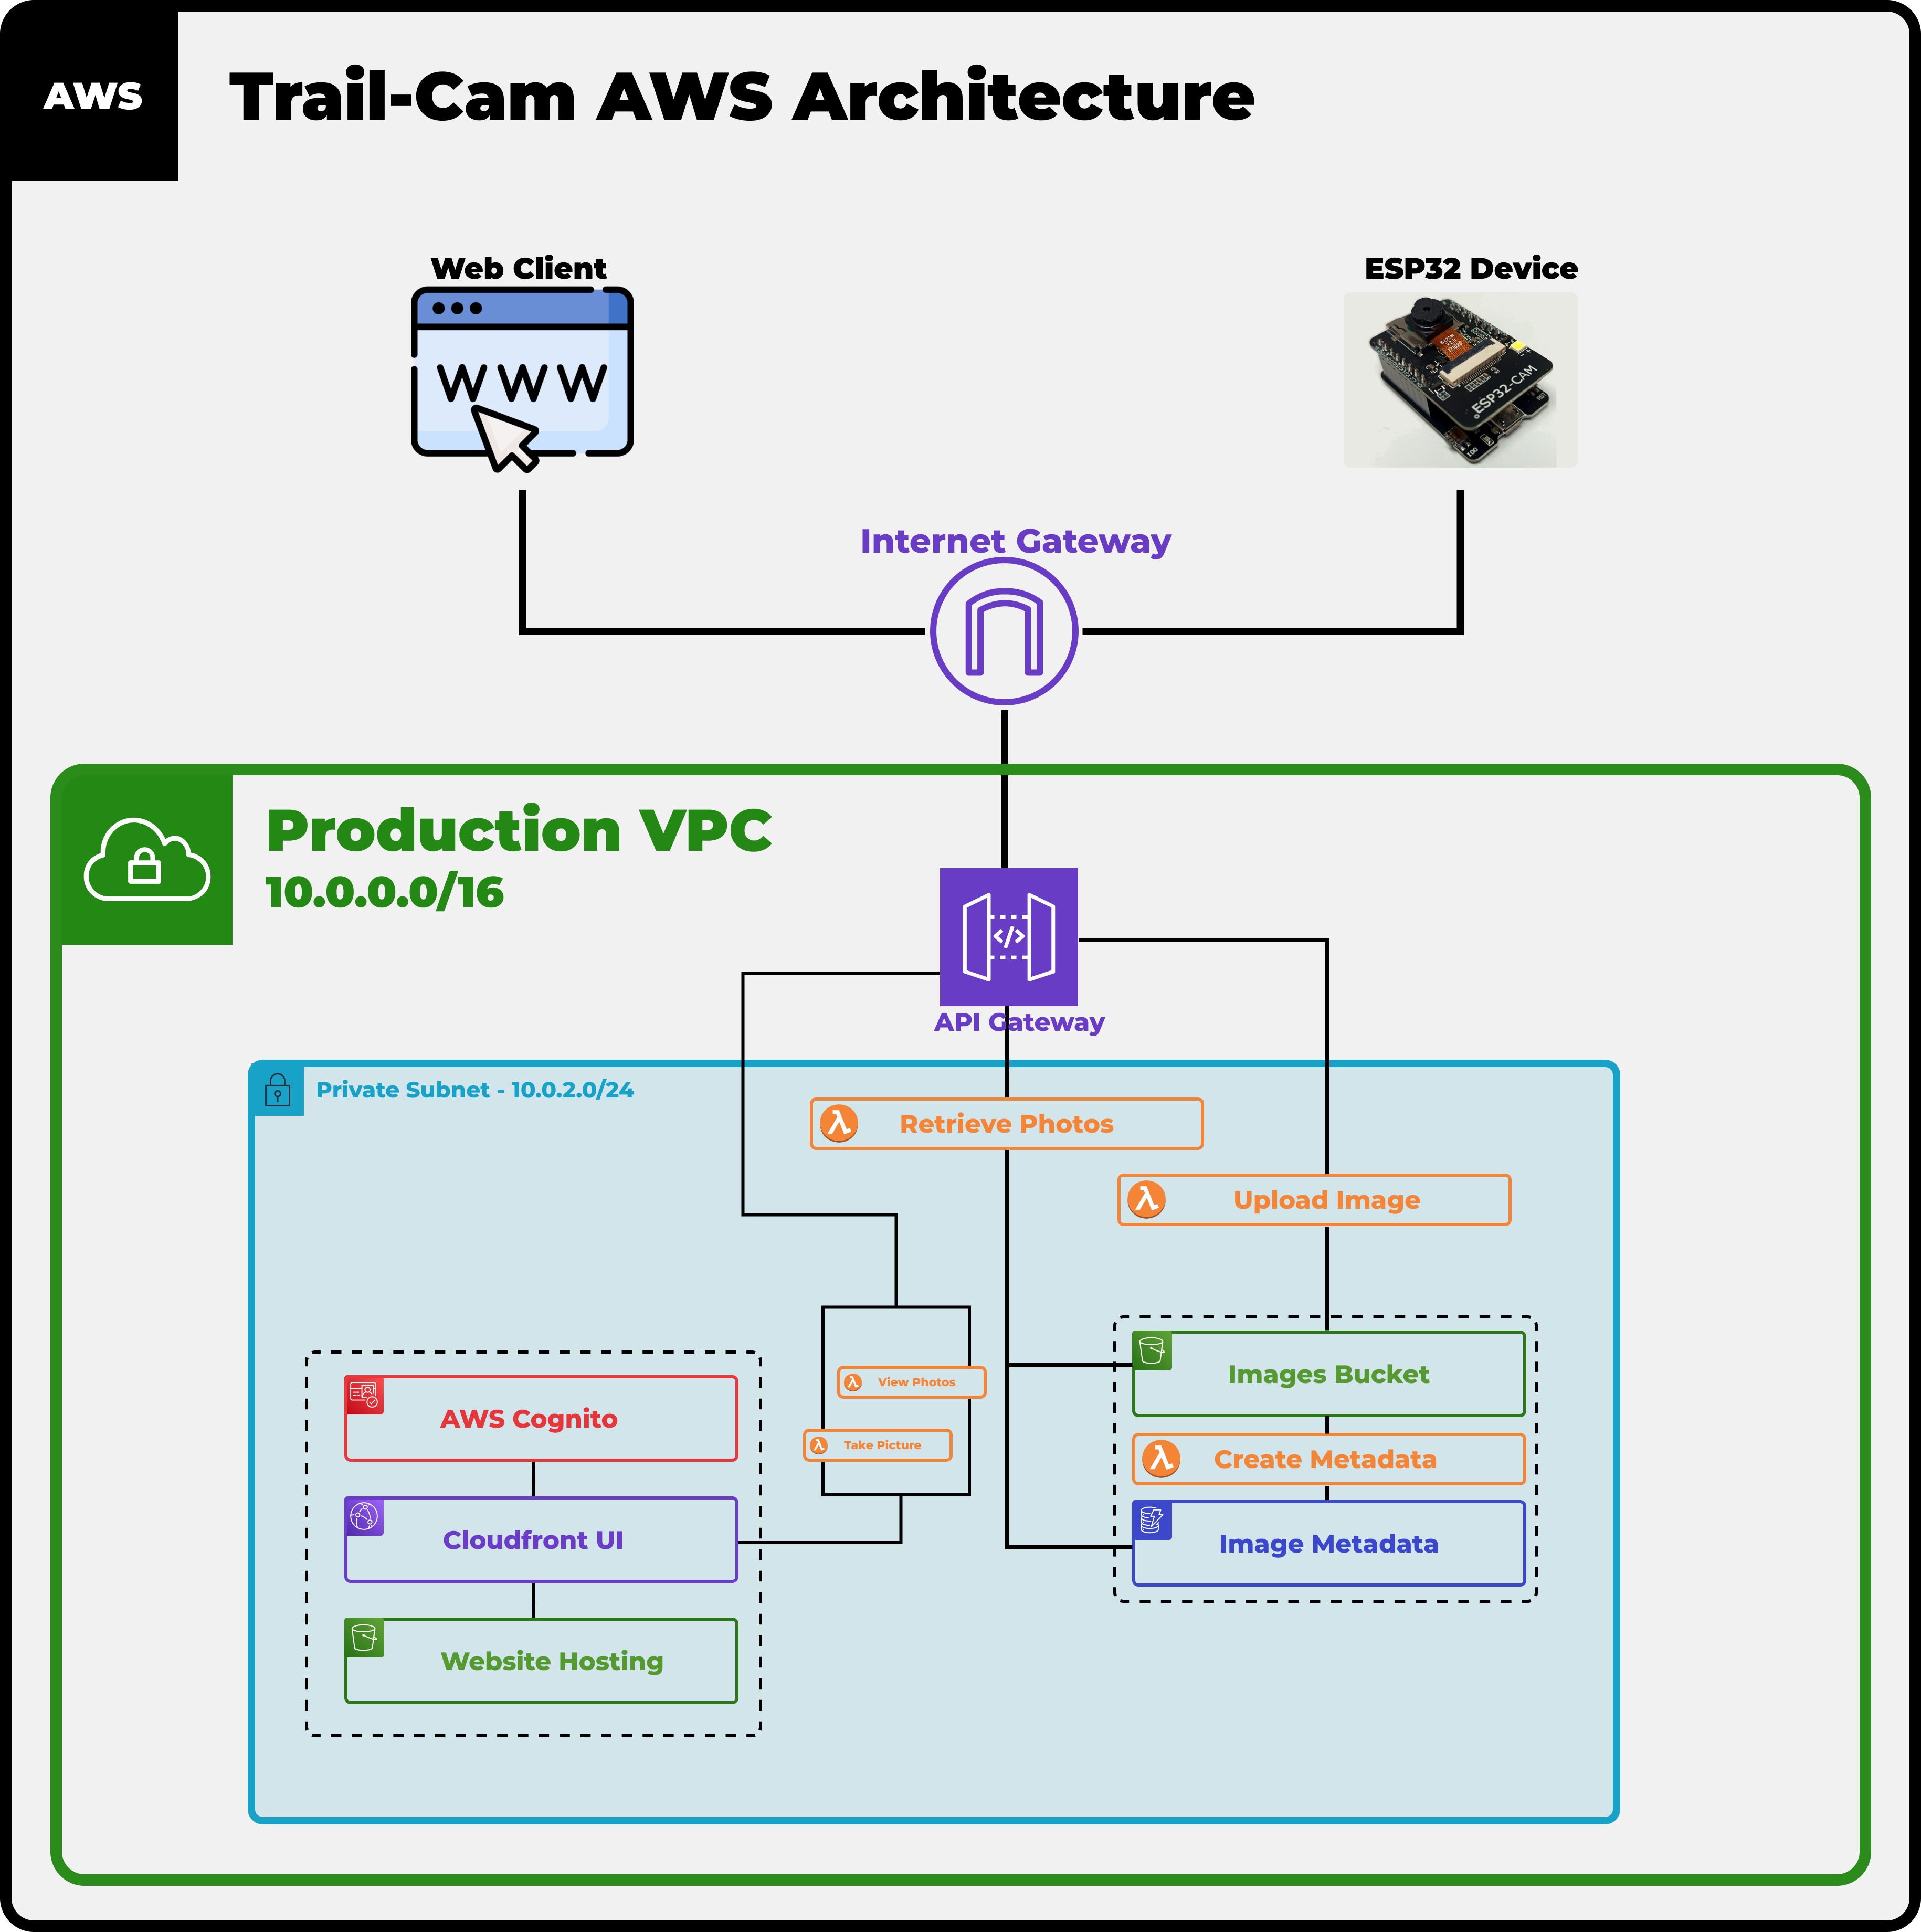 AWS
Trail-Cam AWS Architecture
Web Client
ESP32 Device
WWW
ESP32-CAM
Internet Gateway
Production VPC
10.0.0.0/16
</>
API Gateway
Private Subnet - 10.0.2.0/24
Retrieve Photos
Upload Image
View Photos
Take Picture
AWS Cognito
Cloudfront UI
Website Hosting
Images Bucket
Create Metadata
Image Metadata